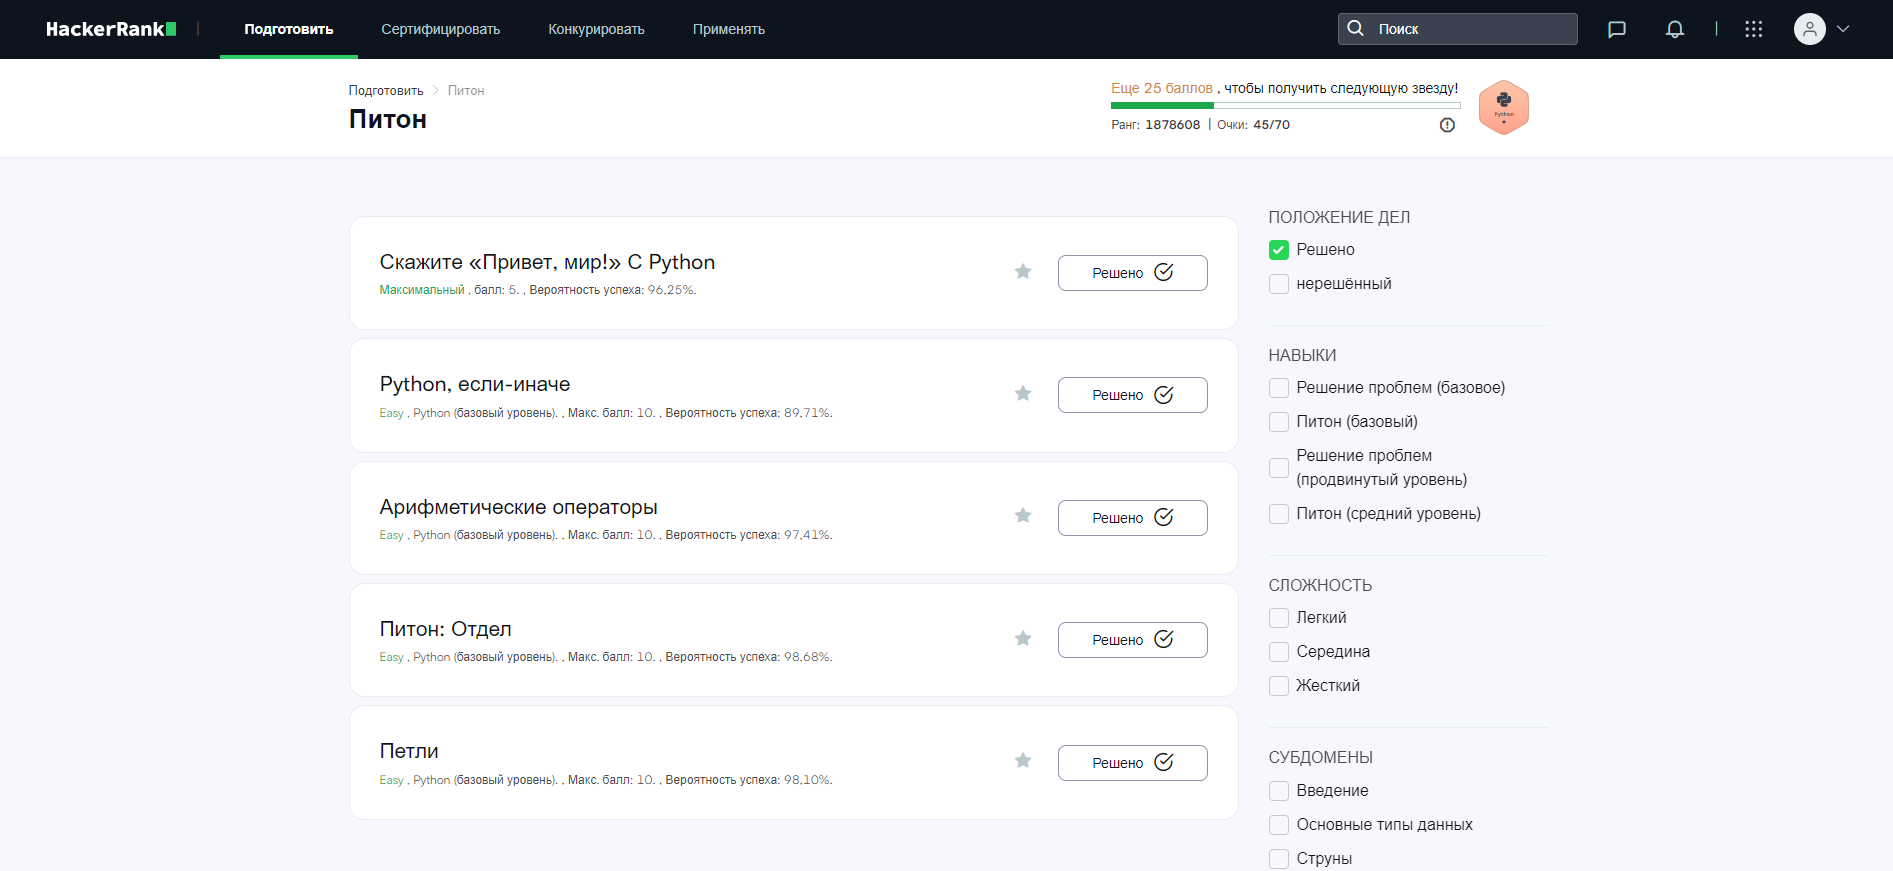 HackerRank
Подготовить
Сертифицировать
Конкурировать
Применять
Поиск
Подготовить
Питон
Питон
Еще 25 баллов , чтобы получить следующую звезду!
Ранг: 1878608 | Очки: 45/70
Python
Скажите «Привет, мир!» С Python
Максимальный , балл: 5. , Вероятность успеха: 96,25%.
Решено
Python, если-иначе
Easy , Python (базовый уровень). , Макс. балл: 10. , Вероятность успеха: 89,71%.
Решено
Арифметические операторы
Easy , Python (базовый уровень). , Макс. балл: 10. , Вероятность успеха: 97,41%.
Решено
Питон: Отдел
Easy , Python (базовый уровень). , Макс. балл: 10. , Вероятность успеха: 98,68%.
Решено
Петли
Easy , Python (базовый уровень). , Макс. балл: 10. , Вероятность успеха: 98,10%.
Решено
ПОЛОЖЕНИЕ ДЕЛ
Решено
нерешённый
НАВЫКИ
Решение проблем (базовое)
Питон (базовый)
Решение проблем
(продвинутый уровень)
Питон (средний уровень)
СЛОЖНОСТЬ
Легкий
Середина
Жесткий
СУБДОМЕНЫ
Введение
Основные типы данных
Струны